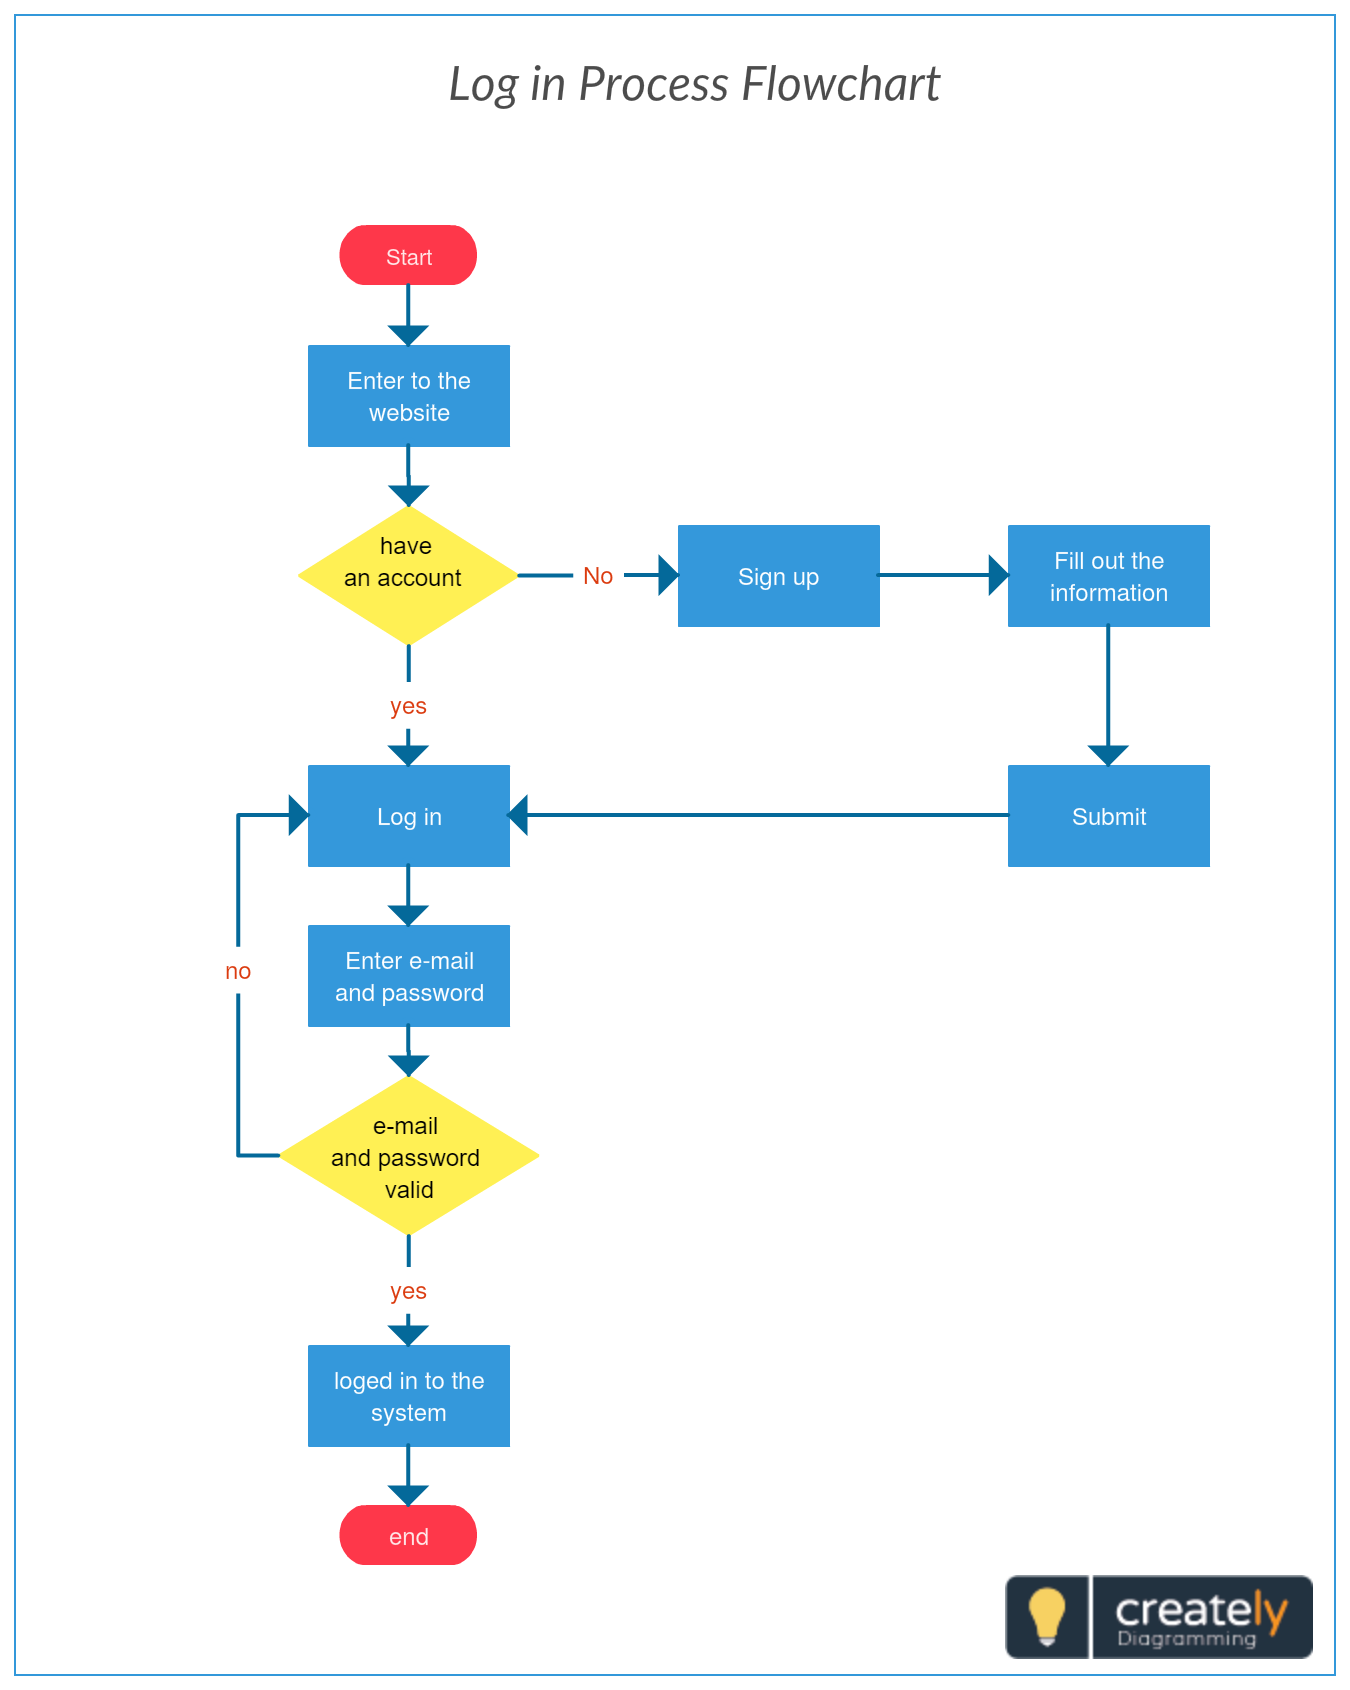 Log in Process Flowchart
Start
Enter to the
website
have
an account
No
Sign up
Fill out the
information
yes
Log in
Submit
no
Enter e-mail
and password
e-mail
and password
valid
yes
loged in to the
system
end
creately
Diagramming